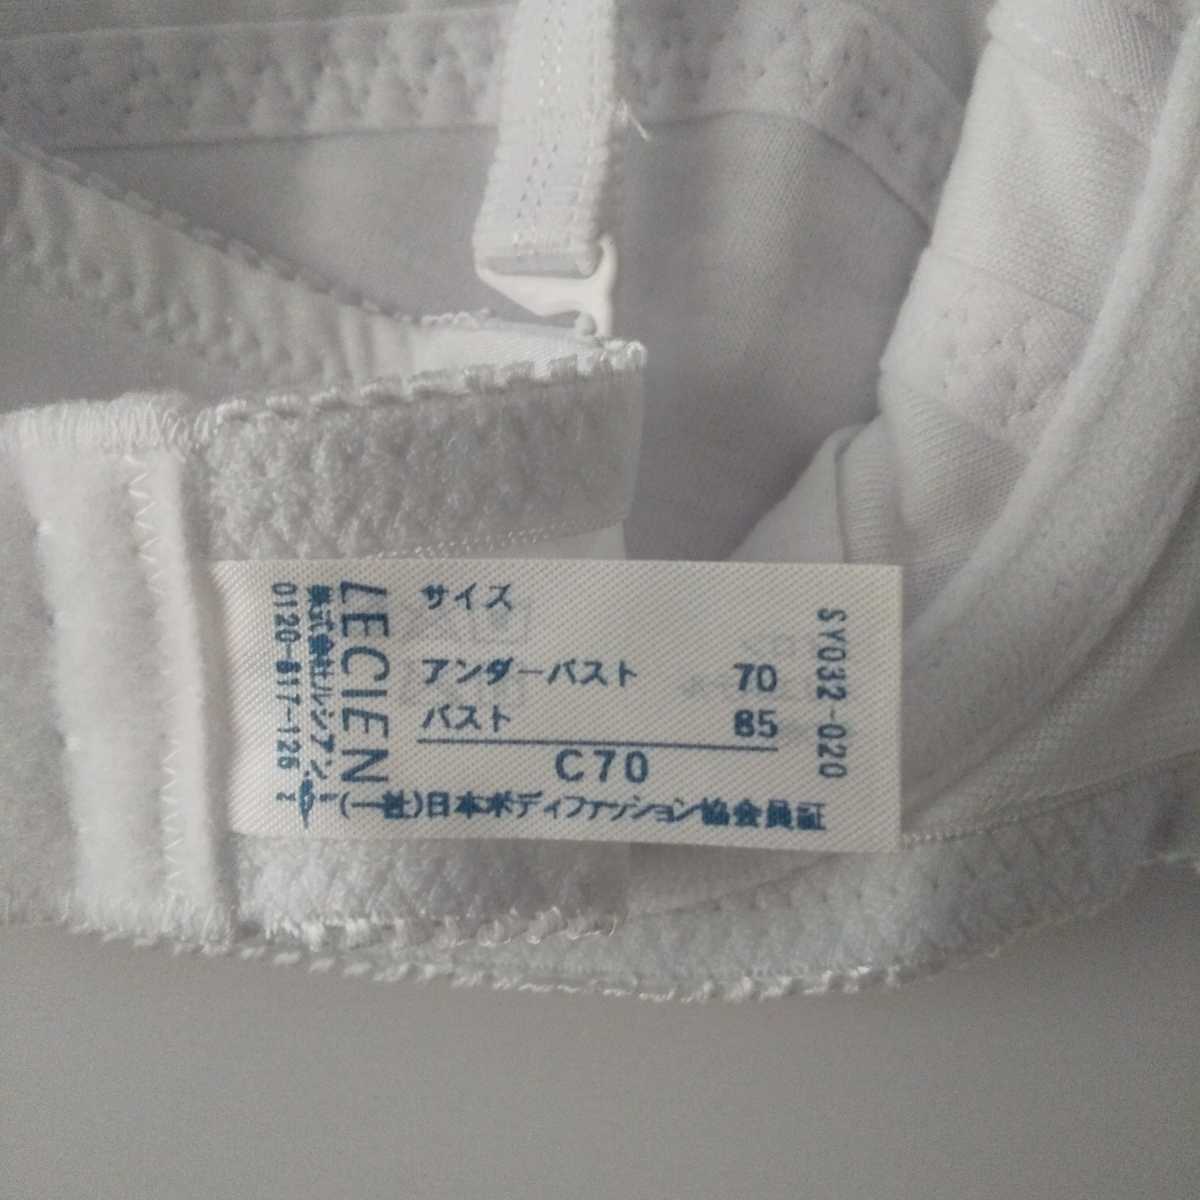 サイズ
アンダーバスト 70
バスト 85
C70
(一社)日本ボディファッション協会員証
LECIEN
株式会社ルシアン
0120-817-125
SY032-020